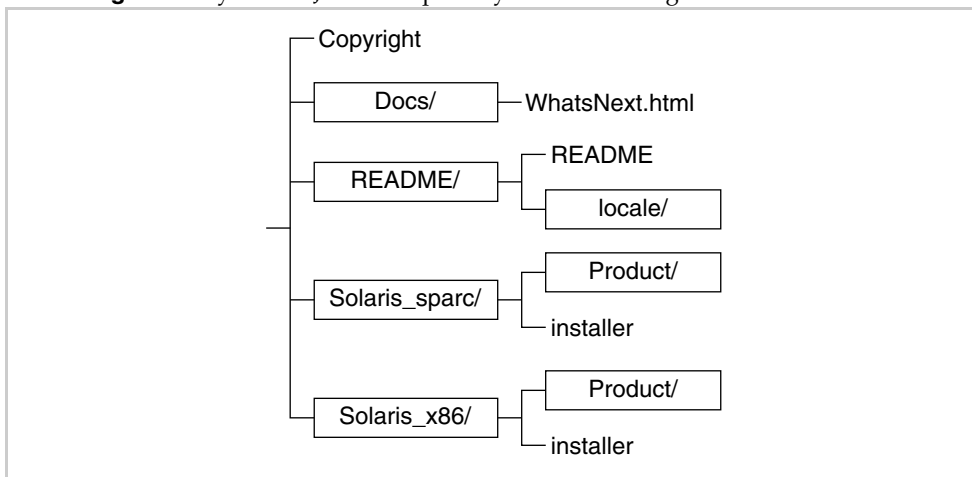 Copyright
Docs/
WhatsNext.html
README/
README
locale/
Solaris_sparc/
Product/
installer
Solaris_x86/
Product/
installer